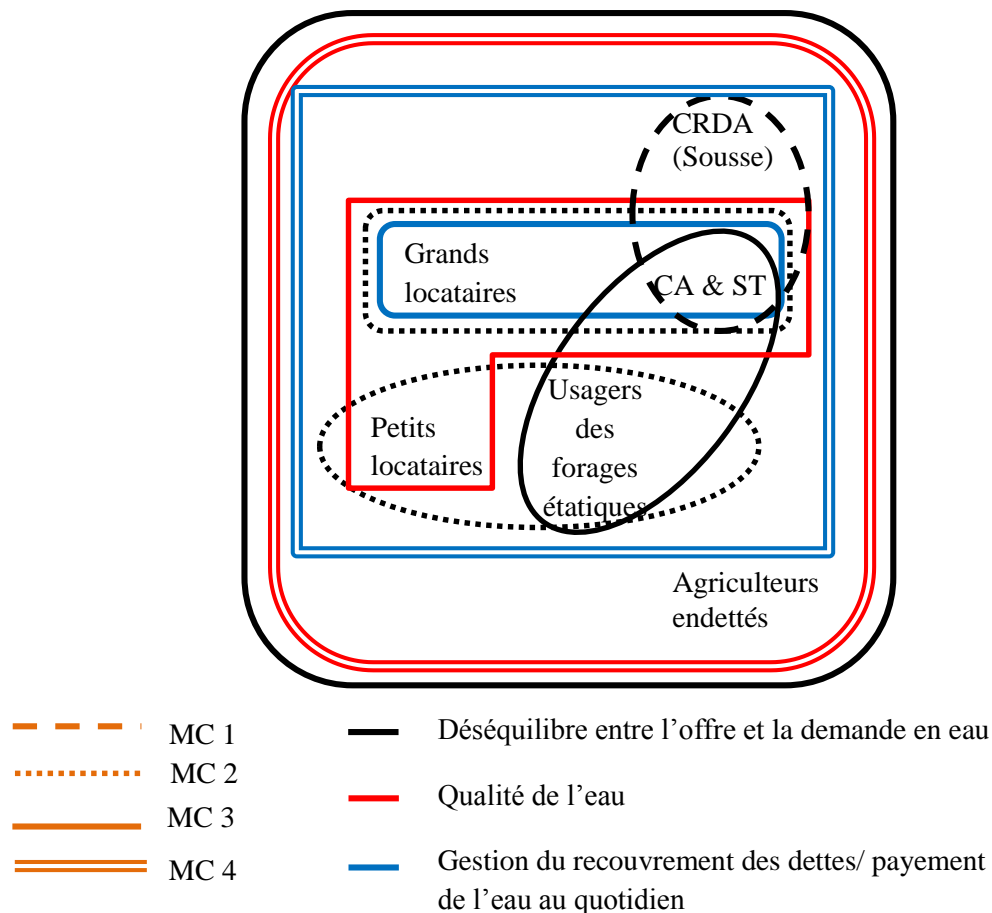 CRDA
(Sousse)
Grands
locataires
CA & ST
Usagers
des
forages
étatiques
Petits
locataires
Agriculteurs
endettés
MC 1
MC 2
MC 3
MC 4
Déséquilibre entre l’offre et la demande en eau
Qualité de l’eau
Gestion du recouvrement des dettes/ payement
de l’eau au quotidien